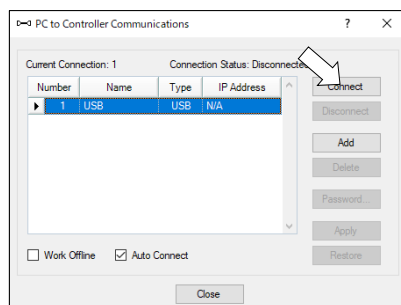 PC to Controller Communications
Current Connection: 1 Connection Status: Disconnected
Number Name Type IP Address
1 USB USB N/A
Connect
Disconnect
Add
Delete
Password...
Apply
Restore
Work Offline Auto Connect
Close